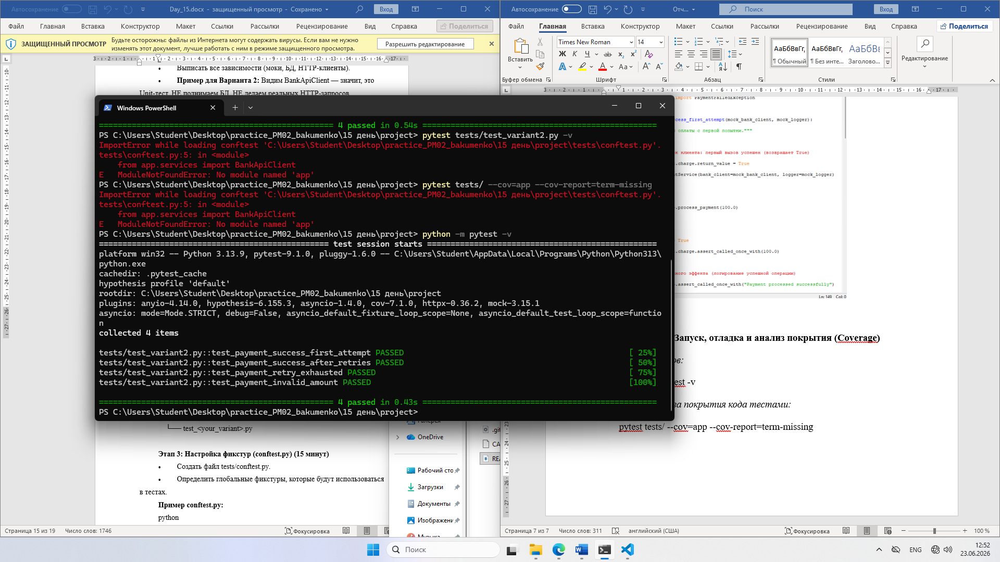 Автосохранение
Day_15.docx - защищенный просмотр - Сохранено
Вход
Файл Главная Вставка Конструктор Макет Ссылки Рассылки Рецензирование Вид Справка Поделиться
ЗАЩИЩЕННЫЙ ПРОСМОТР
Будьте осторожны: файлы из Интернета могут содержать вирусы. Если вам не нужно
изменять этот документ, лучше работать с ним в режиме защищенного просмотра.
Разрешить редактирование
• Выписать все зависимости (моки, БД, HTTP-клиенты).
• Пример для Варианта 2: Видим BankApiClient — значит, это
Unit-тест. НЕ поднимаем БД, НЕ делаем реальных HTTP-запросов.
Автосохранение
Отч...
Поиск
Вход
Файл Главная Вставка Конструктор Макет Ссылки Рассылки Рецензирование Вид Справка Поделиться
Вставить
Times New Roman 14
АаБбВвГг, АаБбВвГг, АаБбВв
¶ Обычный ¶ Без инте... Заголово...
Редактирование
Буфер обмена Шрифт Абзац Стили
Windows PowerShell
4 passed in 0.54s
PS C:\Users\Student\Desktop\practice_PM02_bakumenko\15 день\project> pytest tests/test_variant2.py -v
ImportError while loading conftest 'C:\Users\Student\Desktop\practice_PM02_bakumenko\15 день\project\tests\conftest.py'.
tests\conftest.py:5: in <module>
from app.services import BankApiClient
E ModuleNotFoundError: No module named 'app'
PS C:\Users\Student\Desktop\practice_PM02_bakumenko\15 день\project> pytest tests/ --cov=app --cov-report=term-missing
ImportError while loading conftest 'C:\Users\Student\Desktop\practice_PM02_bakumenko\15 день\project\tests\conftest.py'.
tests\conftest.py:5: in <module>
from app.services import BankApiClient
E ModuleNotFoundError: No module named 'app'
PS C:\Users\Student\Desktop\practice_PM02_bakumenko\15 день\project> python -m pytest -v
test session starts
platform win32 -- Python 3.13.9, pytest-9.1.0, pluggy-1.6.0 -- C:\Users\Student\AppData\Local\Programs\Python\Python313\
python.exe
cachedir: .pytest_cache
hypothesis profile 'default'
rootdir: C:\Users\Student\Desktop\practice_PM02_bakumenko\15 день\project
plugins: anyio-4.14.0, hypothesis-6.155.3, asyncio-1.4.0, cov-7.1.0, httpx-0.36.2, mock-3.15.1
asyncio: mode=Mode.STRICT, debug=False, asyncio_default_fixture_loop_scope=None, asyncio_default_test_loop_scope=functio
n
collected 4 items
tests/test_variant2.py::test_payment_success_first_attempt PASSED [ 25%]
tests/test_variant2.py::test_payment_success_after_retries PASSED [ 50%]
tests/test_variant2.py::test_payment_retry_exhausted PASSED [ 75%]
tests/test_variant2.py::test_payment_invalid_amount PASSED [100%]
4 passed in 0.43s
PS C:\Users\Student\Desktop\practice_PM02_bakumenko\15 день\project>
import PaymentFailedException
cess_first_attempt(mock_bank_client, mock_logger):
оплаты с первой попытки."""
ок клиента: первый вызов успешен (возвращает True)
.charge.return_value = True
ntService(bank_client=mock_bank_client, logger=mock_logger)
.process_payment(100.0)
= True
.charge.assert_called_once_with(100.0)
ного эффекта (логирование успешной операции)
.assert_called_once_with("Payment processed successfully")
Ln: 149 Col: 0
Запуск, отладка и анализ покрытия (Coverage)
ов:
est -v
за покрытия кода тестами:
pytest tests/ --cov=app --cov-report=term-missing
└── test_<your_variant>.py
Этап 3: Настройка фикстур (conftest.py) (15 минут)
• Создать файл tests/conftest.py.
• Определить глобальные фикстуры, которые будут использоваться
в тестах.
Пример conftest.py:
python
Галерея
OneDrive
Рабочий сто
Загрузки
Документы
Изображени
Музыка
.git
CA
REA
Страница 15 из 19 Число слов: 1746 Фокусировка
Страница 7 из 7 Число слов: 311 английский (США) Фокусировка 100 %
Поиск
ENG
12:52
23.06.2026